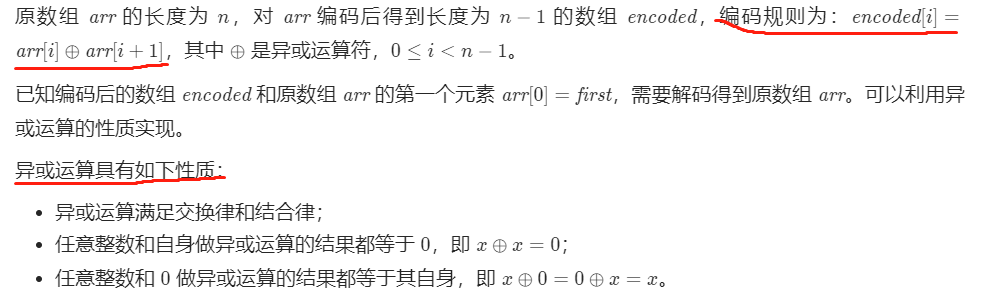 原数组 arr 的长度为 n，对 arr 编码后得到长度为 n − 1 的数组 encoded，编码规则为：encoded[i] =
arr[i] ⊕ arr[i + 1]，其中 ⊕ 是异或运算符，0 ≤ i < n − 1。
已知编码后的数组 encoded 和原数组 arr 的第一个元素 arr[0] = first，需要解码得到原数组 arr。可以利用异
或运算的性质实现。
异或运算具有如下性质：
• 异或运算满足交换律和结合律；
• 任意整数和自身做异或运算的结果都等于 0，即 x ⊕ x = 0；
• 任意整数和 0 做异或运算的结果都等于其自身，即 x ⊕ 0 = 0 ⊕ x = x。